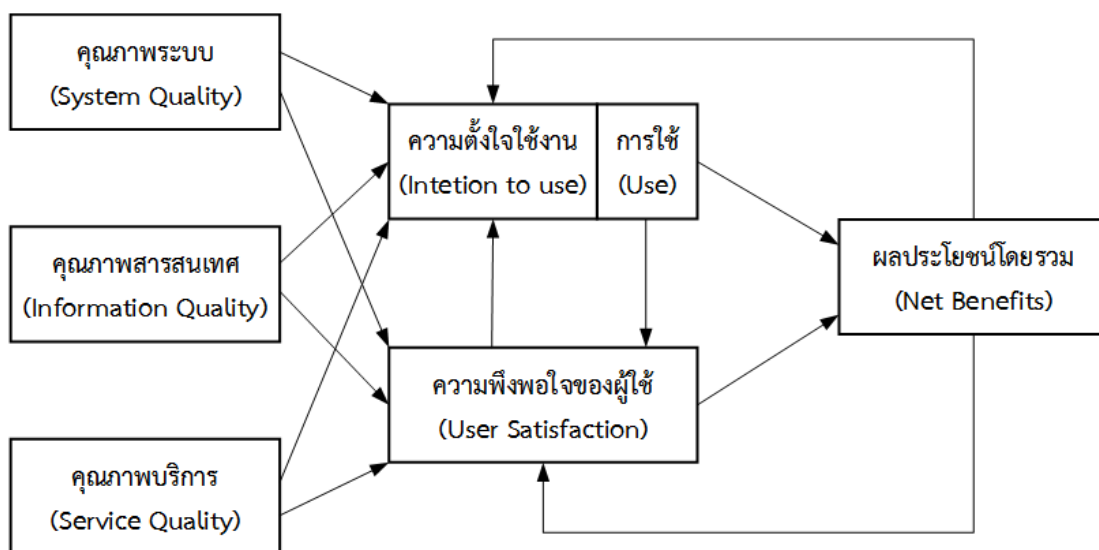 คุณภาพระบบ
(System Quality)
ความตั้งใจใช้งาน
(Intetion to use)
การใช้
(Use)
คุณภาพสารสนเทศ
(Information Quality)
ผลประโยชน์โดยรวม
(Net Benefits)
ความพึงพอใจของผู้ใช้
(User Satisfaction)
คุณภาพบริการ
(Service Quality)